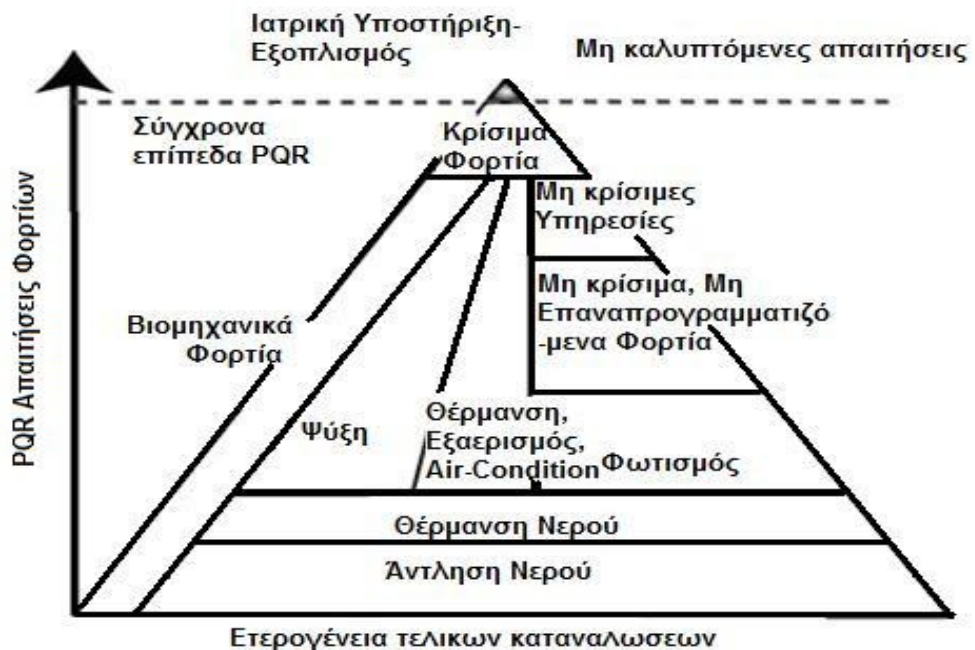 Ιατρική Υποστήριξη-
Εξοπλισμός
Μη καλυπτόμενες απαιτήσεις
Σύγχρονα
επίπεδα PQR
Κρίσιμα
Φορτία
Μη κρίσιμες
Υπηρεσίες
Μη κρίσιμα, Μη
Επαναπρογραμματιζό
-μενα Φορτία
Βιομηχανικά
Φορτία
Ψύξη
Θέρμανση,
Εξαερισμός,
Air-Condition
Φωτισμός
Θέρμανση Νερού
Άντληση Νερού
PQR Απαιτήσεις Φορτίων
Ετερογένεια τελικων καταναλωσεων